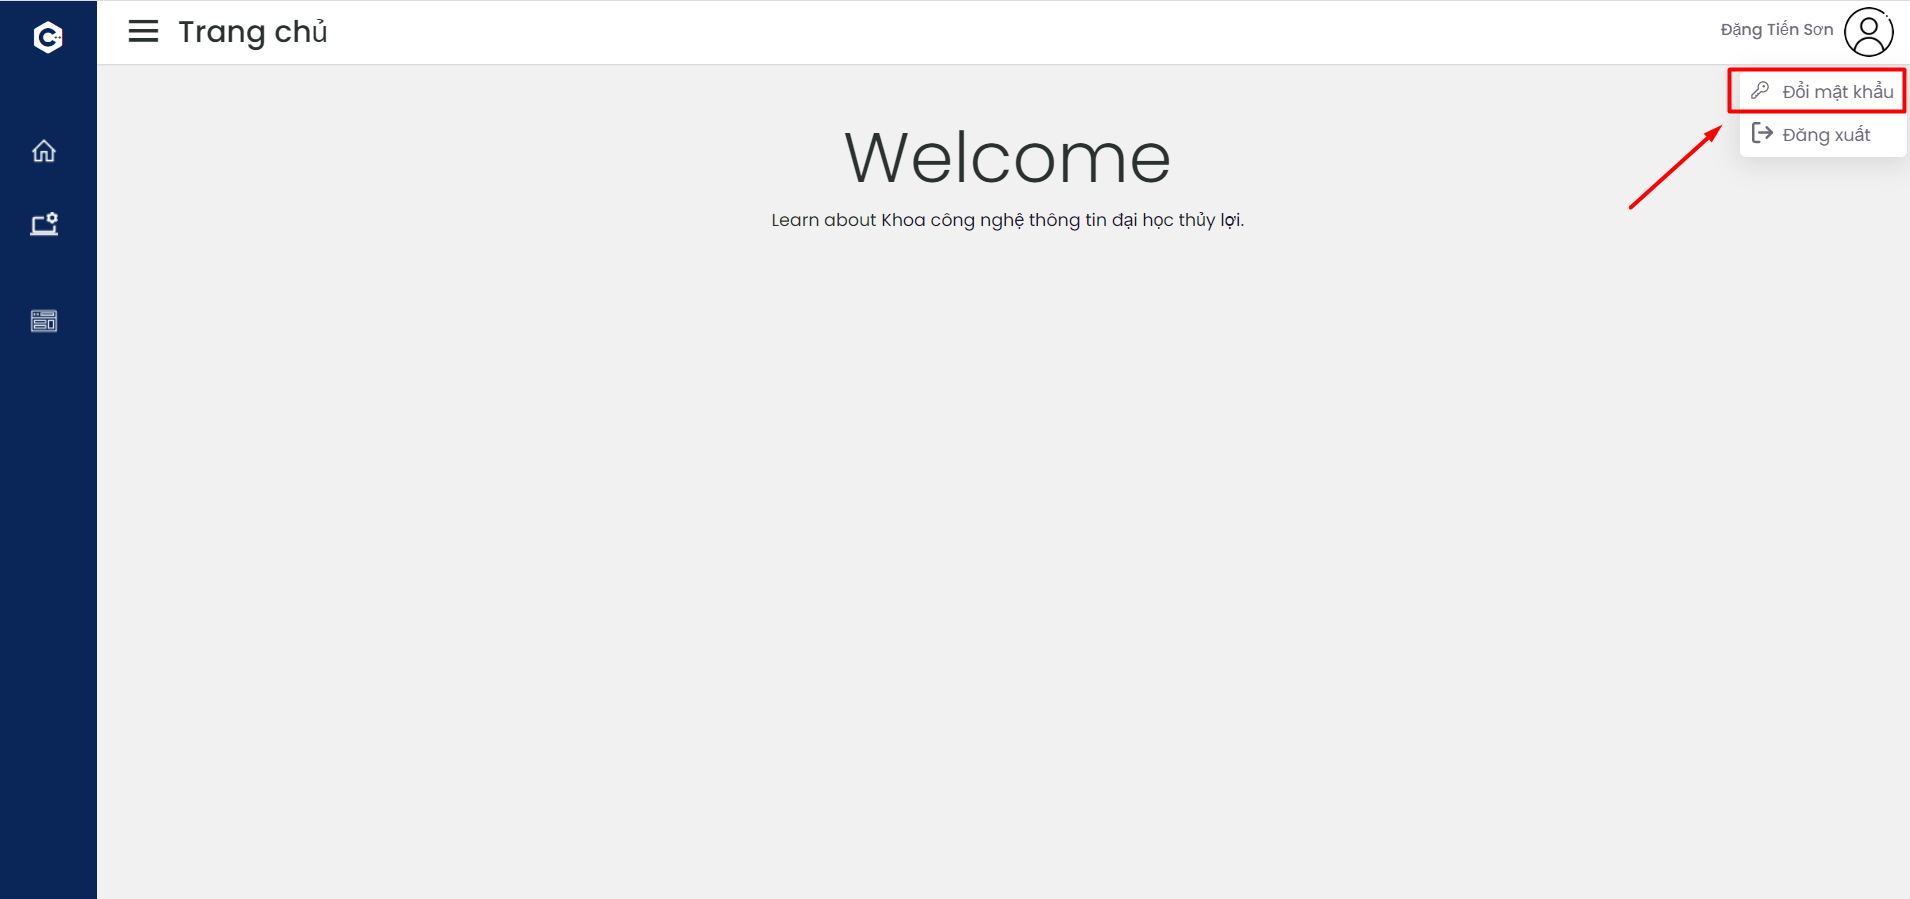 Trang chủ
Đặng Tiến Sơn
Đổi mật khẩu
Đăng xuất
Welcome
Learn about Khoa công nghệ thông tin đại học thủy lợi.